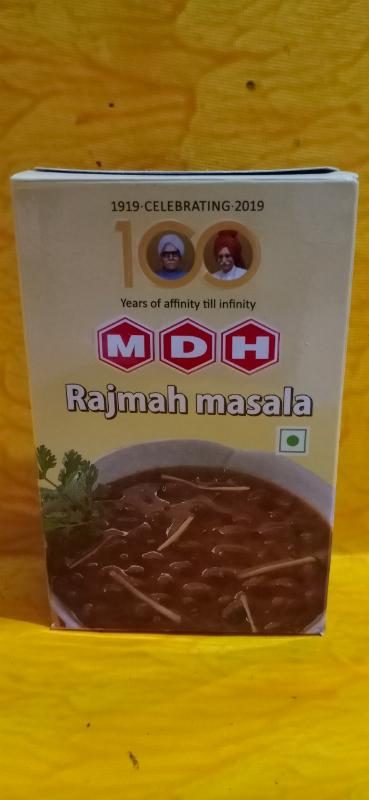 1919·CELEBRATING·2019
100
Years of affinity till infinity
MDH
Rajmah masala